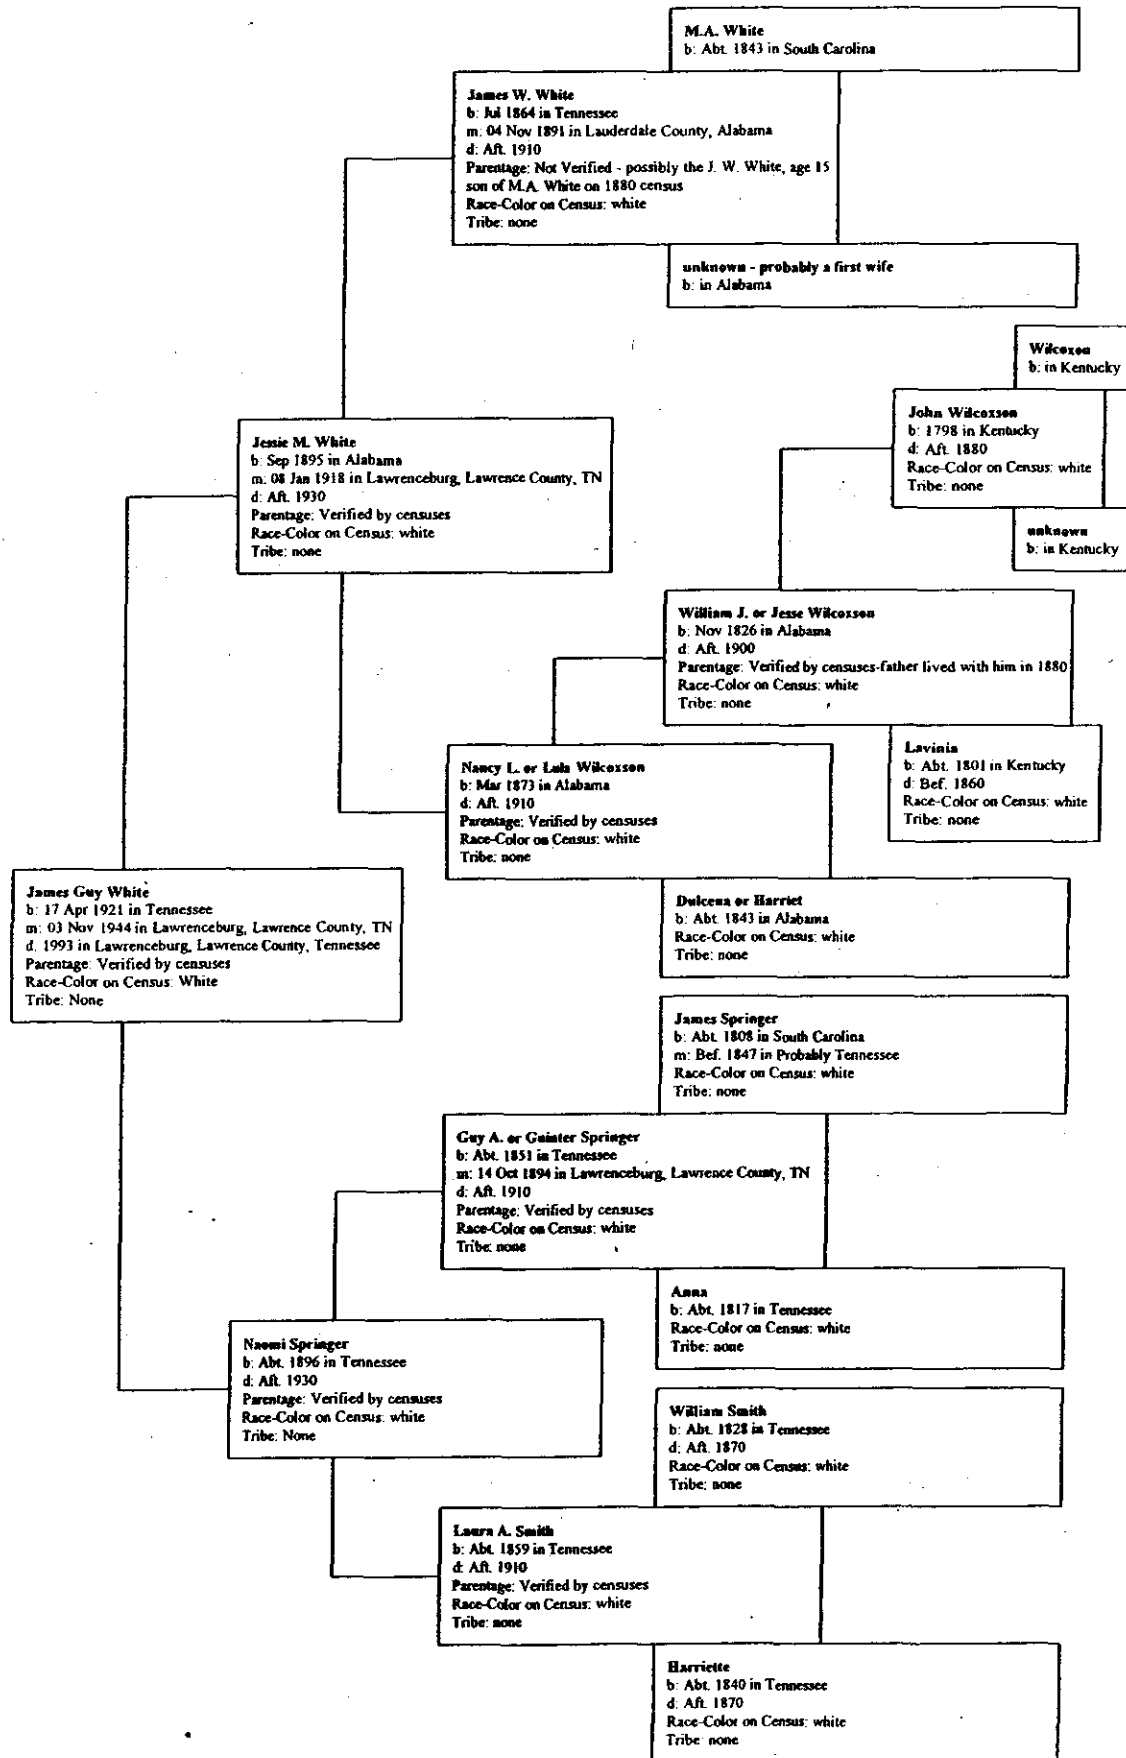 M.A. White
b: Abt. 1843 in South Carolina
James W. White
b: Jul 1864 in Tennessee
m: 04 Nov 1891 in Lauderdale County, Alabama
d: Aft. 1910
Parentage: Not Verified - possibly the J. W. White, age 15
son of M.A. White on 1880 census
Race-Color on Census: white
Tribe: none
unknown - probably a first wife
b: in Alabama
Wilcoxon
b: in Kentucky
John Wilcoxson
b: 1798 in Kentucky
d: Aft. 1880
Race-Color on Census: white
Tribe: none
unknown
b: in Kentucky
Jessie M. White
b: Sep 1895 in Alabama
m: 08 Jan 1918 in Lawrenceburg, Lawrence County, TN
d: Aft. 1930
Parentage: Verified by censuses
Race-Color on Census: white
Tribe: none
William J. or Jesse Wilcoxson
b: Nov 1826 in Alabama
d: Aft. 1900
Parentage: Verified by censuses-father lived with him in 1880
Race-Color on Census: white
Tribe: none
Lavinia
b: Abt. 1801 in Kentucky
d: Bef. 1860
Race-Color on Census: white
Tribe: none
Nancy L. or Lula Wilcoxson
b: Mar 1873 in Alabama
d: Aft. 1910
Parentage: Verified by censuses
Race-Color on Census: white
Tribe: none
Dulcena or Harriet
b: Abt. 1843 in Alabama
Race-Color on Census: white
Tribe: none
James Guy White
b: 17 Apr 1921 in Tennessee
m: 03 Nov 1944 in Lawrenceburg, Lawrence County, TN
d. 1993 in Lawrenceburg, Lawrence County, Tennessee
Parentage: Verified by censuses
Race-Color on Census: White
Tribe: None
James Springer
b: Abt. 1808 in South Carolina
m: Bef. 1847 in Probably Tennessee
Race-Color on Census: white
Tribe: none
Guy A. or Guinter Springer
b: Abt. 1851 in Tennessee
m: 14 Oct 1894 in Lawrenceburg, Lawrence County, TN
d: Aft. 1910
Parentage: Verified by censuses
Race-Color on Census: white
Tribe: none
Anna
b: Abt. 1817 in Tennessee
Race-Color on Census: white
Tribe: none
Naomi Springer
b: Abt. 1896 in Tennessee
d: Aft. 1930
Parentage: Verified by censuses
Race-Color on Census: white
Tribe: None
William Smith
b: Abt. 1828 in Tennessee
d: Aft. 1870
Race-Color on Census: white
Tribe: none
Laura A. Smith
b: Abt. 1859 in Tennessee
d: Aft. 1910
Parentage: Verified by censuses
Race-Color on Census: white
Tribe: none
Harriette
b: Abt. 1840 in Tennessee
d: Aft. 1870
Race-Color on Census: white
Tribe: none